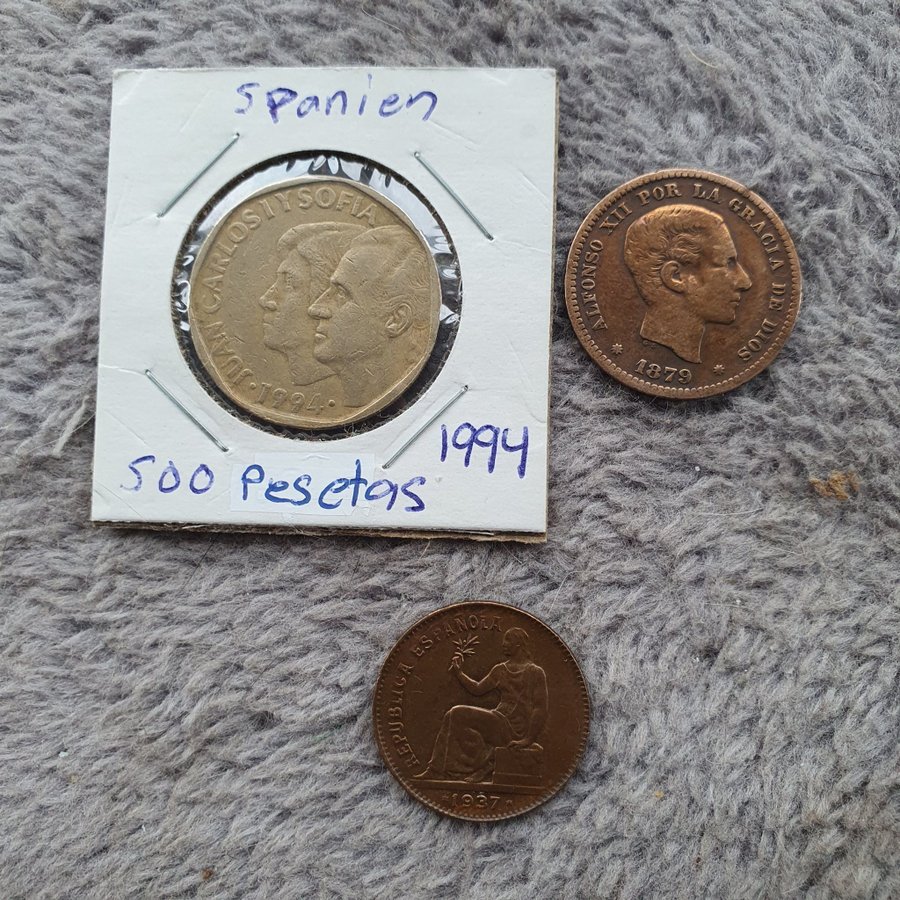 Spanien
JUAN CARLOS I Y SOFIA
·1994·
1994
500 Pesetas
ALFONSO XII POR LA GRACIA DE DIOS
* 1879 *
REPUBLICA ESPAÑOLA
1937